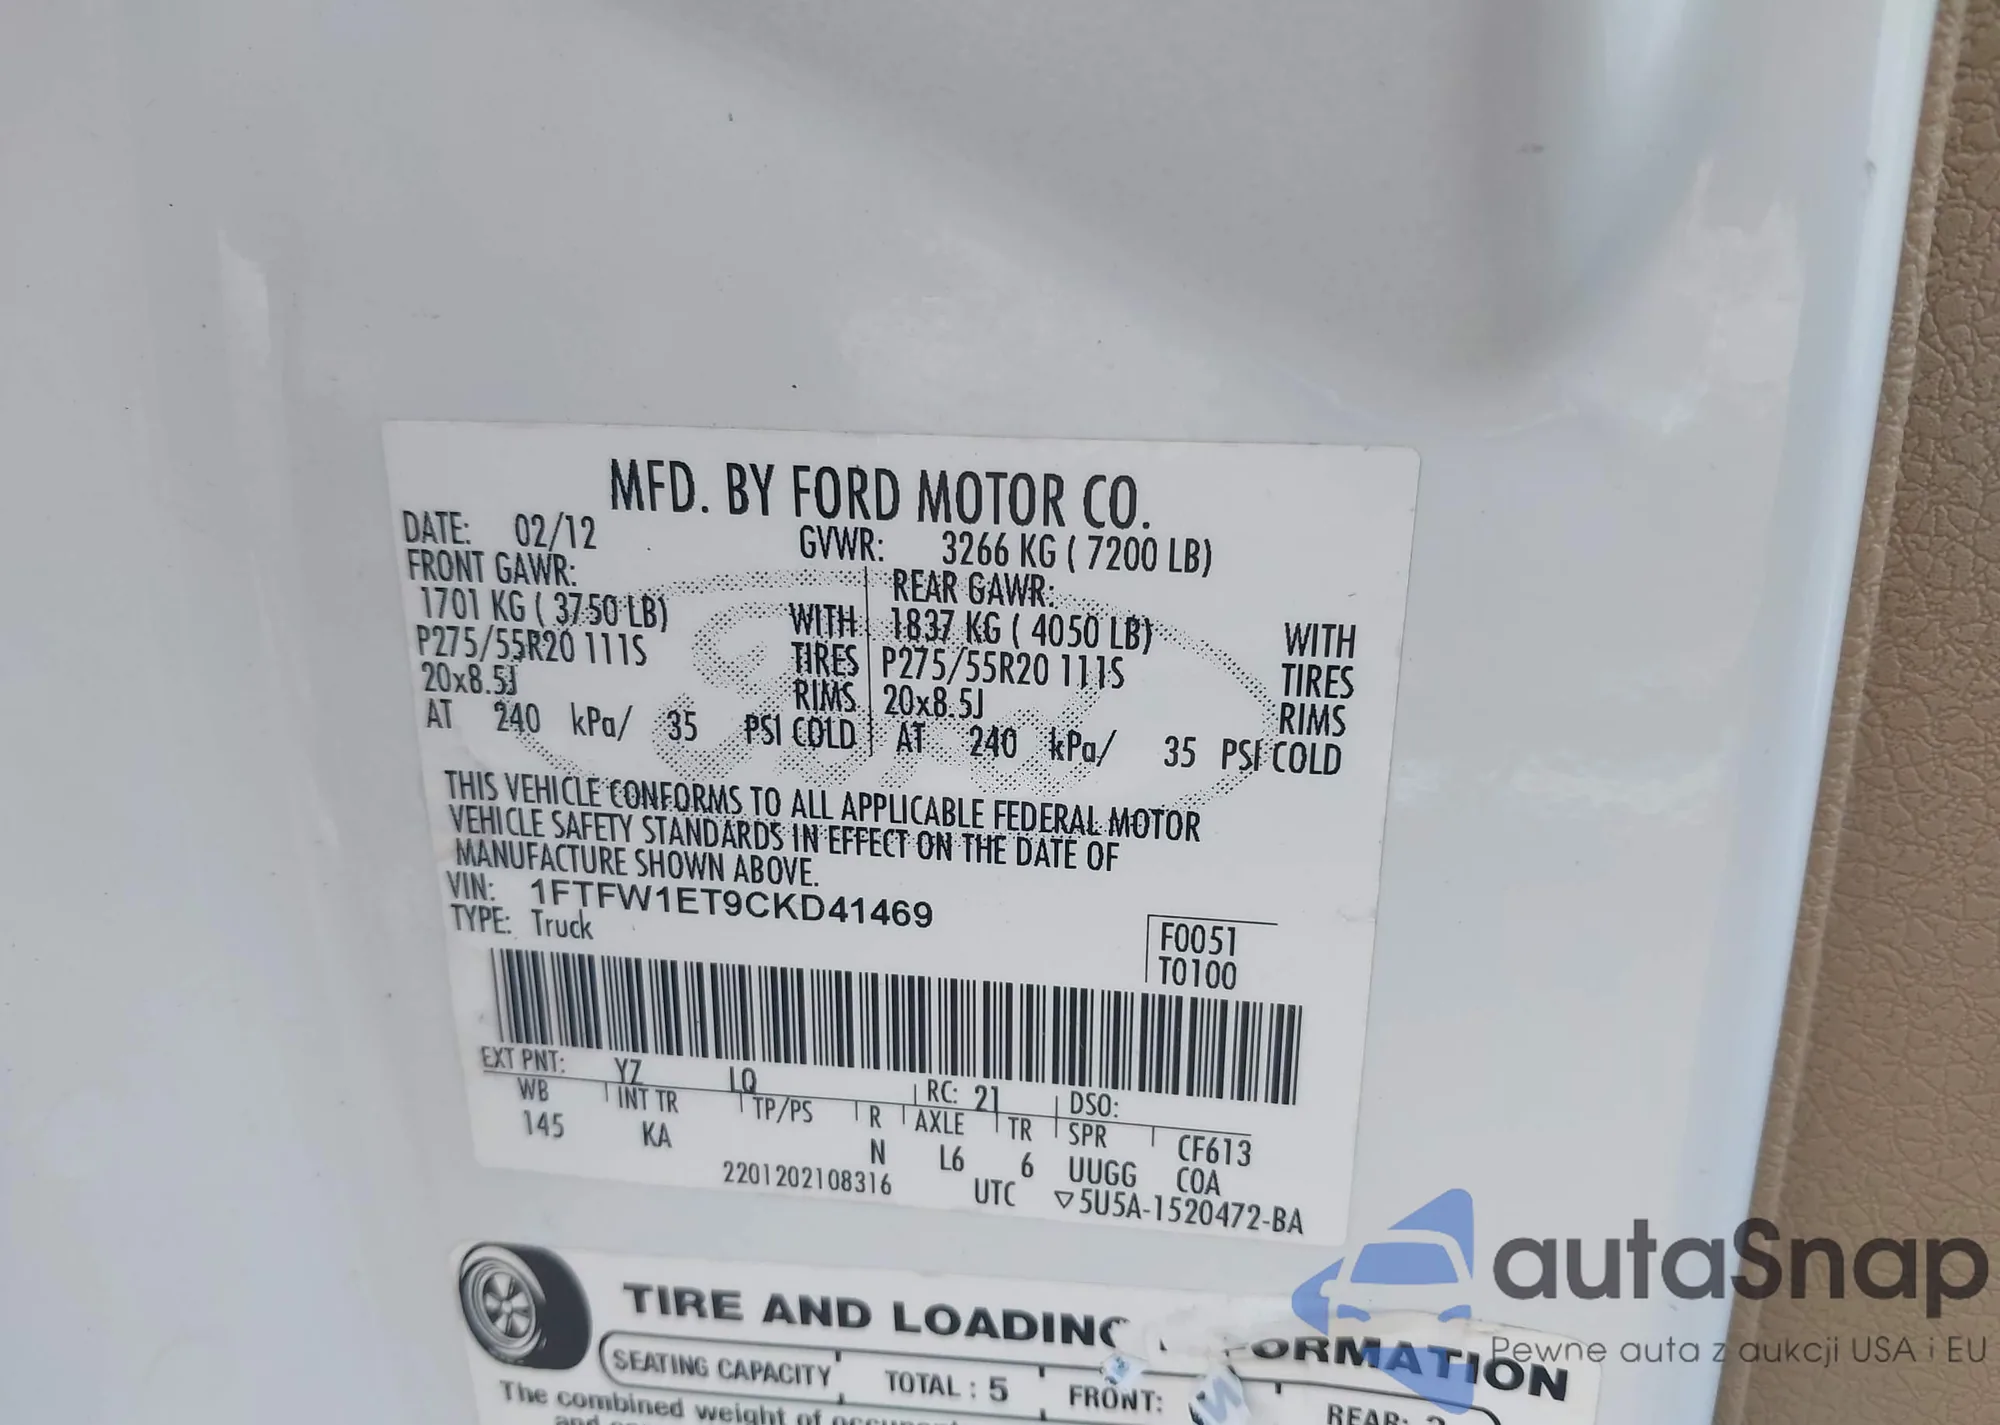 MFD. BY FORD MOTOR CO.
DATE: 02/12 GVWR: 3266 KG ( 7200 LB)
FRONT GAWR: REAR GAWR:
1701 KG ( 3750 LB) WITH 1837 KG ( 4050 LB) WITH
P275/55R20 111S TIRES P275/55R20 111S TIRES
20x8.5J RIMS 20x8.5J RIMS
AT 240 kPa/ 35 PSI COLD AT 240 kPa/ 35 PSI COLD
THIS VEHICLE CONFORMS TO ALL APPLICABLE FEDERAL MOTOR
VEHICLE SAFETY STANDARDS IN EFFECT ON THE DATE OF
MANUFACTURE SHOWN ABOVE.
VIN: 1FTFW1ET9CKD41469
TYPE: Truck
F0051
T0100
EXT PNT: YZ LQ RC: 21 DSO:
WB INT TR TP/PS R AXLE TR SPR CF613
145 KA N L6 6 UUGG COA
2201202108316 UTC ▽5U5A-1520472-BA
TIRE AND LOADING ORMATION
SEATING CAPACITY TOTAL : 5 FRONT: REAR:
The combined weight of
autaSnap
Pewne auta z aukcji USA i EU